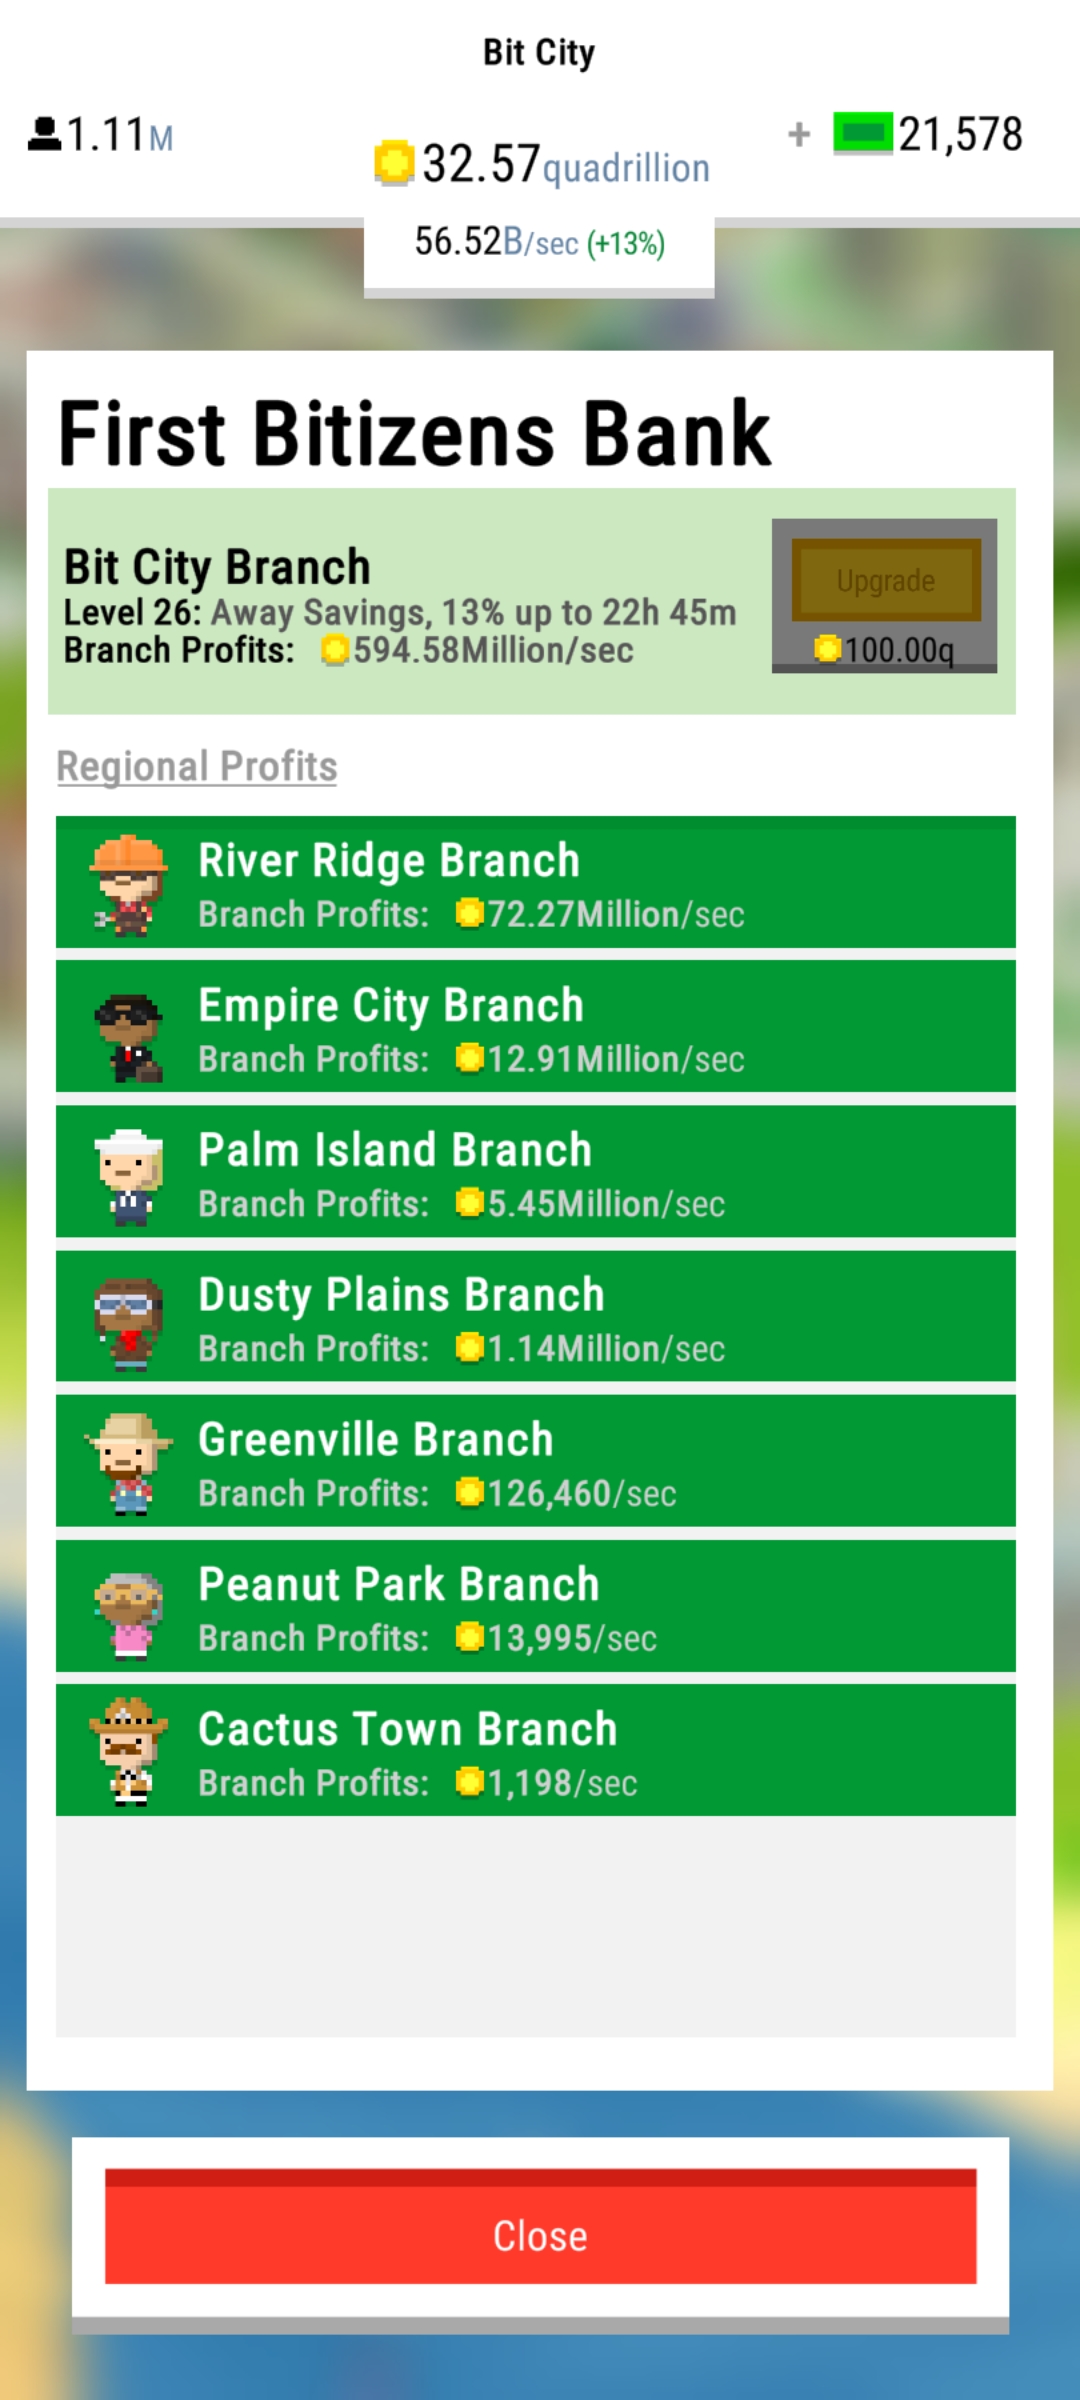 Bit City
1.11M
32.57quadrillion
+ 21,578
56.52B/sec (+13%)
First Bitizens Bank
Bit City Branch
Level 26: Away Savings, 13% up to 22h 45m
Branch Profits: 594.58Million/sec
Upgrade
100.00q
Regional Profits
River Ridge Branch
Branch Profits: 72.27Million/sec
Empire City Branch
Branch Profits: 12.91Million/sec
Palm Island Branch
Branch Profits: 5.45Million/sec
Dusty Plains Branch
Branch Profits: 1.14Million/sec
Greenville Branch
Branch Profits: 126,460/sec
Peanut Park Branch
Branch Profits: 13,995/sec
Cactus Town Branch
Branch Profits: 1,198/sec
Close